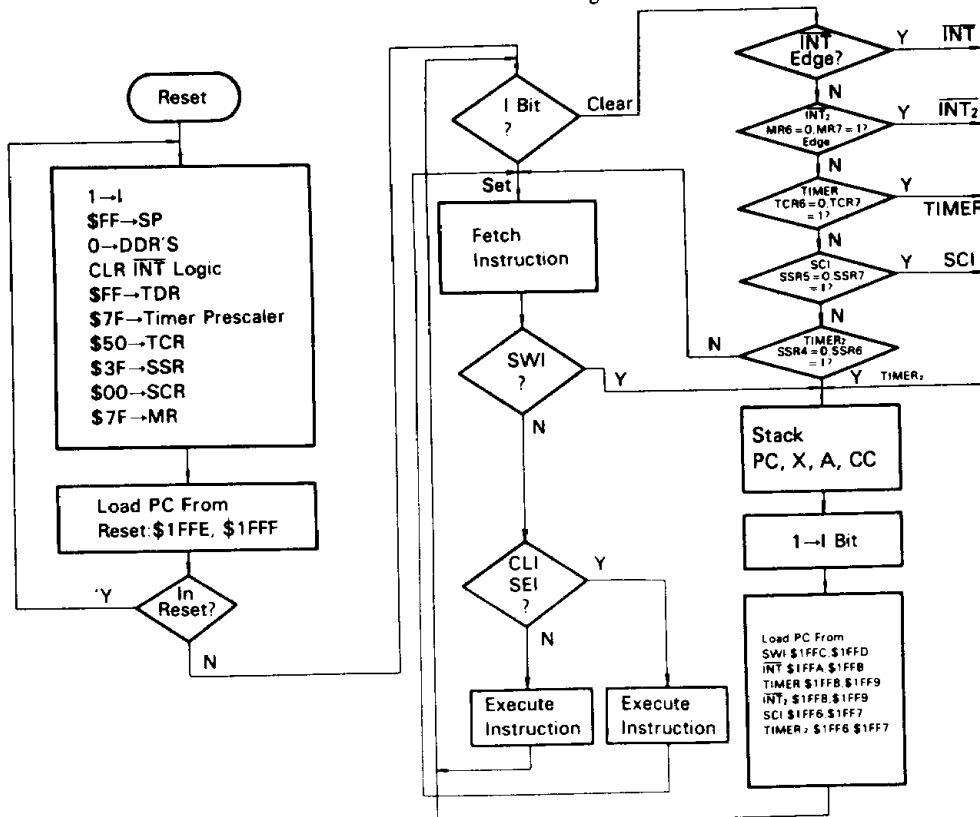 Reset
1→I
$FF→SP
0→DDR'S
CLR INT Logic
$FF→TDR
$7F→Timer Prescaler
$50→TCR
$3F→SSR
$00→SCR
$7F→MR
Load PC From
Reset:$1FFE, $1FFF
In
Reset?
Y
N
I Bit
?
Clear
Set
Fetch
Instruction
SWI
?
Y
N
CLI
SEI
?
Y
N
Execute
Instruction
Execute
Instruction
INT
Edge?
Y
INT
N
INT₂
MR6=0, MR7=1?
Edge
Y
INT₂
N
TIMER
TCR6=0, TCR7
=1?
Y
TIMER
N
SCI
SSR5=0, SSR7
=1?
Y
SCI
N
TIMER₂
SSR4=0, SSR6
=1?
N
Y
TIMER₂
Stack
PC, X, A, CC
1→I Bit
Load PC From
SWI $1FFC, $1FFD
INT $1FFA, $1FFB
TIMER $1FF8, $1FF9
INT₂ $1FF8, $1FF9
SCI $1FF6, $1FF7
TIMER₂ $1FF6, $1FF7